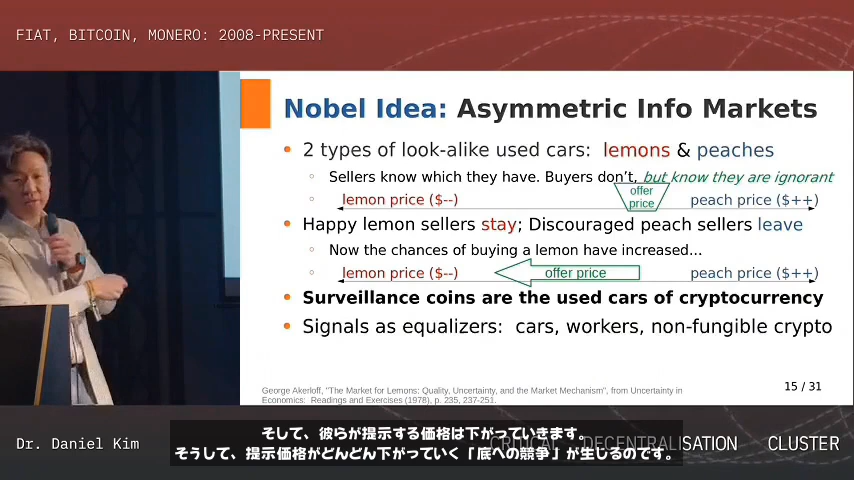 FIAT, BITCOIN, MONERO: 2008-PRESENT
Nobel Idea: Asymmetric Info Markets
2 types of look-alike used cars: lemons & peaches
Sellers know which they have. Buyers don't, but know they are ignorant
offer
price
lemon price ($--)
peach price ($++)
Happy lemon sellers stay; Discouraged peach sellers leave
Now the chances of buying a lemon have increased...
lemon price ($--)
offer price
peach price ($++)
Surveillance coins are the used cars of cryptocurrency
Signals as equalizers: cars, workers, non-fungible crypto
George Akerloff, "The Market for Lemons: Quality, Uncertainty, and the Market Mechanism", from Uncertainty in
Economics: Readings and Exercises (1978), p. 235, 237-251.
15 / 31
Dr. Daniel Kim
CRITICAL DECENTRALISATION CLUSTER
そして、彼らが提示する価格は下がっていきます。
そうして、提示価格がどんどん下がっていく「底への競争」が生じるのです。